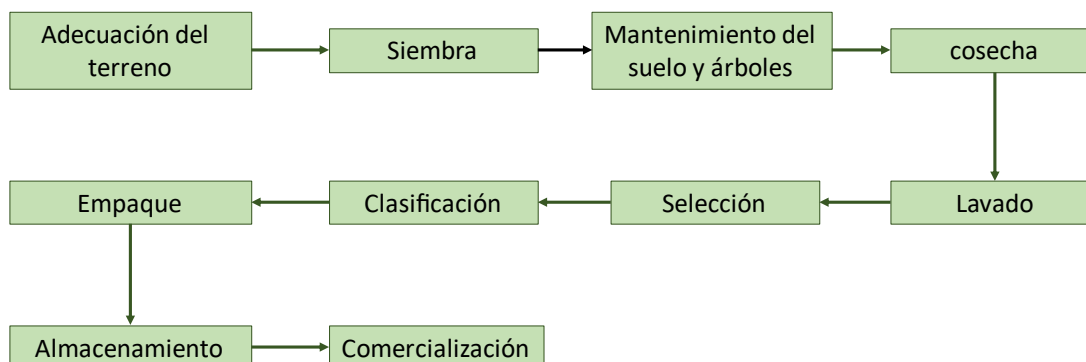 Adecuación del
terreno
Siembra
Mantenimiento del
suelo y árboles
cosecha
Lavado
Selección
Clasificación
Empaque
Almacenamiento
Comercialización